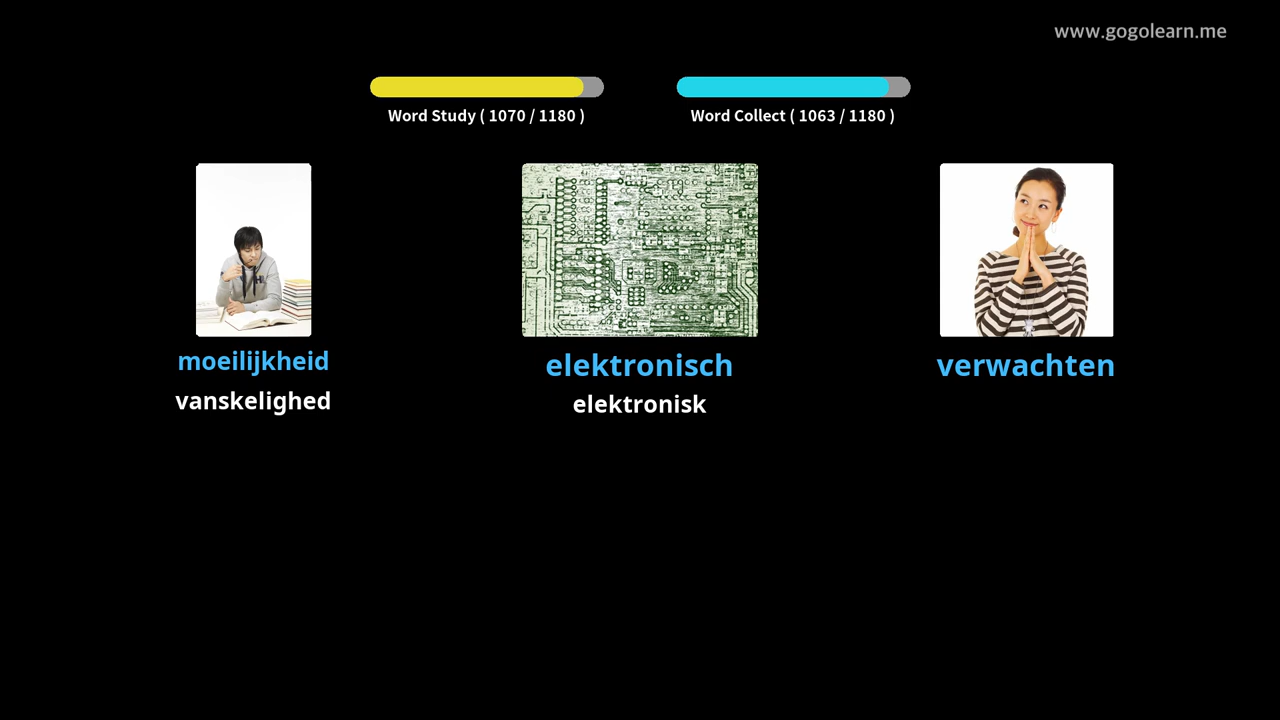 www.gogolearn.me
Word Study ( 1070 / 1180 )
Word Collect ( 1063 / 1180 )
moeilijkheid
vanskelighed
elektronisch
elektronisk
verwachten